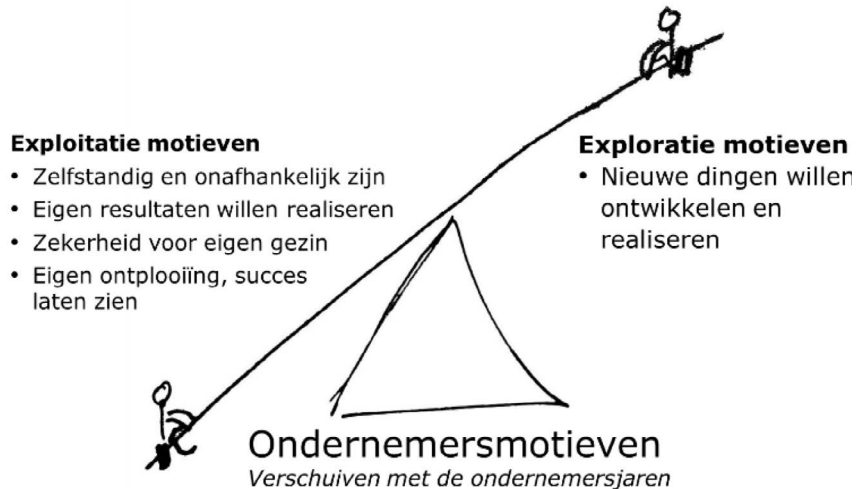 Exploitatie motieven
• Zelfstandig en onafhankelijk zijn
• Eigen resultaten willen realiseren
• Zekerheid voor eigen gezin
• Eigen ontplooiïng, succes
laten zien
Exploratie motieven
• Nieuwe dingen willen
ontwikkelen en
realiseren
Ondernemersmotieven
Verschuiven met de ondernemersjaren